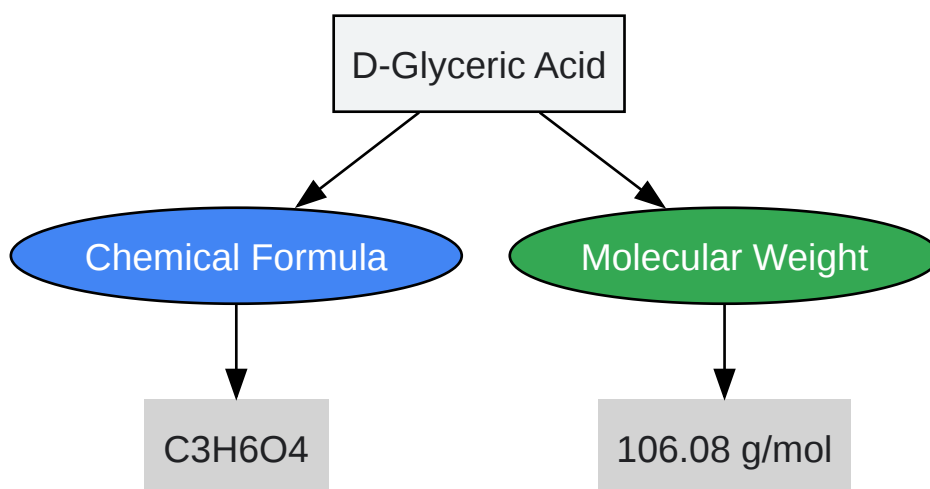 D-Glyceric Acid
Chemical Formula
Molecular Weight
C3H6O4
106.08 g/mol